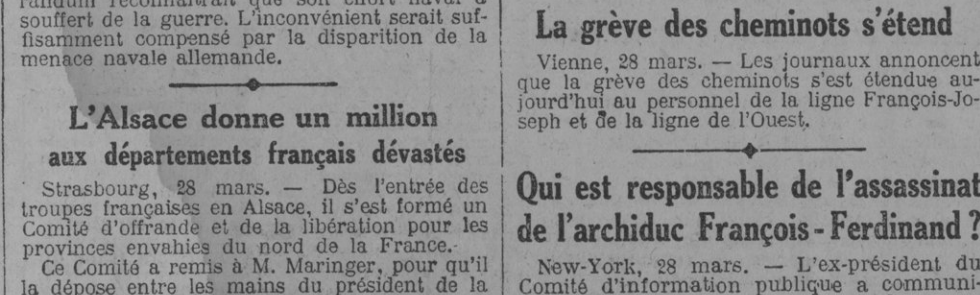 souffert de la guerre. L'inconvénient serait suf-
fisamment compensé par la disparition de la
menace navale allemande.
L'Alsace donne un million
aux départements français dévastés
Strasbourg, 28 mars. — Dès l'entrée des
troupes françaises en Alsace, il s'est formé un
Comité d'offrande et de la libération pour les
provinces envahies du nord de la France.
Ce Comité a remis à M. Maringer, pour qu'il
la dépose entre les mains du président de la
La grève des cheminots s'étend
Vienne, 28 mars. — Les journaux annoncent
que la grève des cheminots s'est étendue au-
jourd'hui au personnel de la ligne François-Jo-
seph et de la ligne de l'Ouest.
Qui est responsable de l'assassinat
de l'archiduc François-Ferdinand ?
New-York, 28 mars. — L'ex-président du
Comité d'information publique a communi